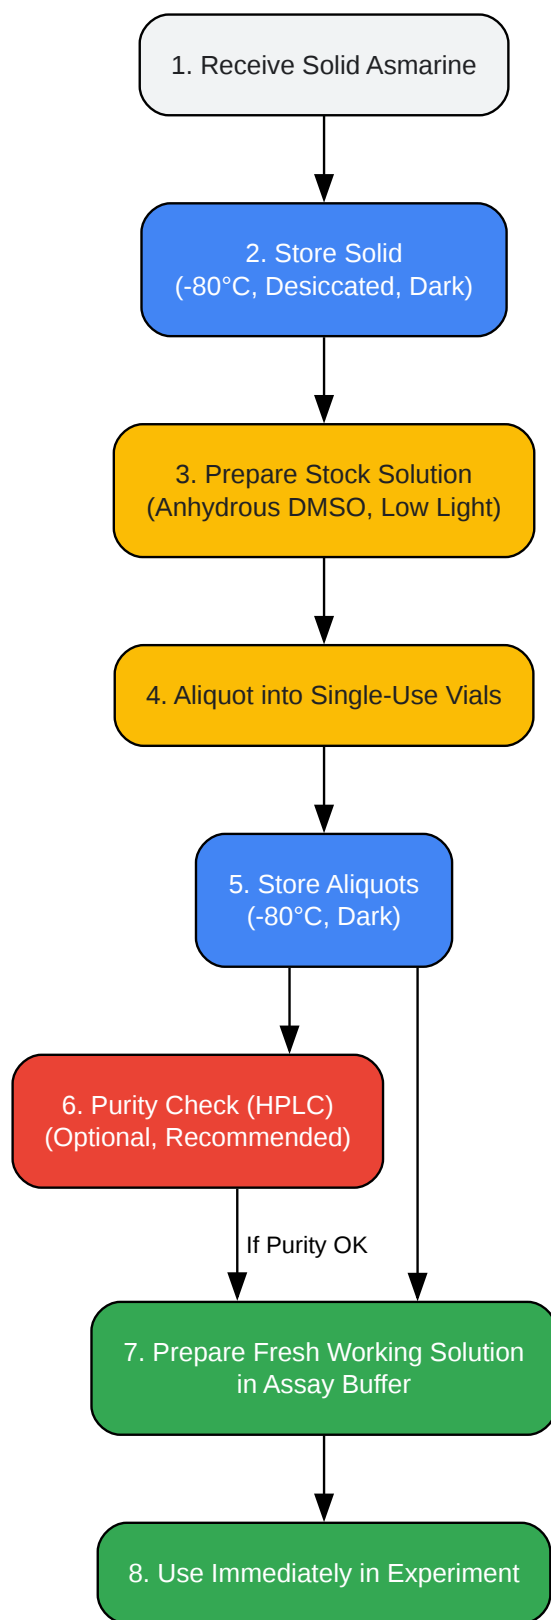 1. Receive Solid Asmarine
2. Store Solid
(-80°C, Desiccated, Dark)
3. Prepare Stock Solution
(Anhydrous DMSO, Low Light)
4. Aliquot into Single-Use Vials
5. Store Aliquots
(-80°C, Dark)
6. Purity Check (HPLC)
(Optional, Recommended)
If Purity OK
7. Prepare Fresh Working Solution
in Assay Buffer
8. Use Immediately in Experiment